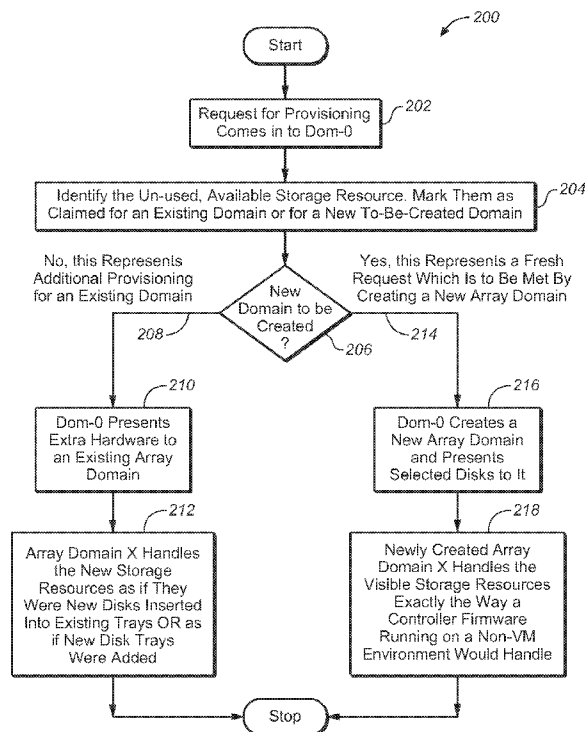 200
Start
202
Request for Provisioning
Comes in to Dom-0
204
Identify the Un-used, Available Storage Resource. Mark Them as
Claimed for an Existing Domain or for a New To-Be-Created Domain
No, this Represents
Additional Provisioning
for an Existing Domain
208
New
Domain to be
Created
?
206
Yes, this Represents a Fresh
Request Which Is to Be Met By
Creating a New Array Domain
214
210
Dom-0 Presents
Extra Hardware to
an Existing Array
Domain
216
Dom-0 Creates a
New Array Domain
and Presents
Selected Disks to It
212
Array Domain X Handles
the New Storage
Resources as if They
Were New Disks Inserted
Into Existing Trays OR as
if New Disk Trays
Were Added
218
Newly Created Array
Domain X Handles the
Visible Storage Resources
Exactly the Way a
Controller Firmware
Running on a Non-VM
Environment Would Handle
Stop